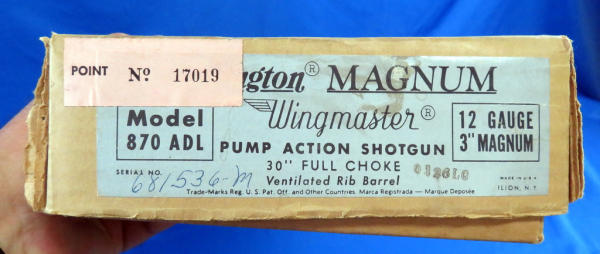 POINT Nº 17019
ngton® MAGNUM
Wingmaster®
Model
870 ADL
12 GAUGE
3" MAGNUM
PUMP ACTION SHOTGUN
30" FULL CHOKE
Ventilated Rib Barrel
SERIAL NO.
681536-M
MADE IN U S A
ILION, N.Y.
Trade-Marks Reg. U.S. Pat. Off. and Other Countries. Marca Registrada — Marque Deposée